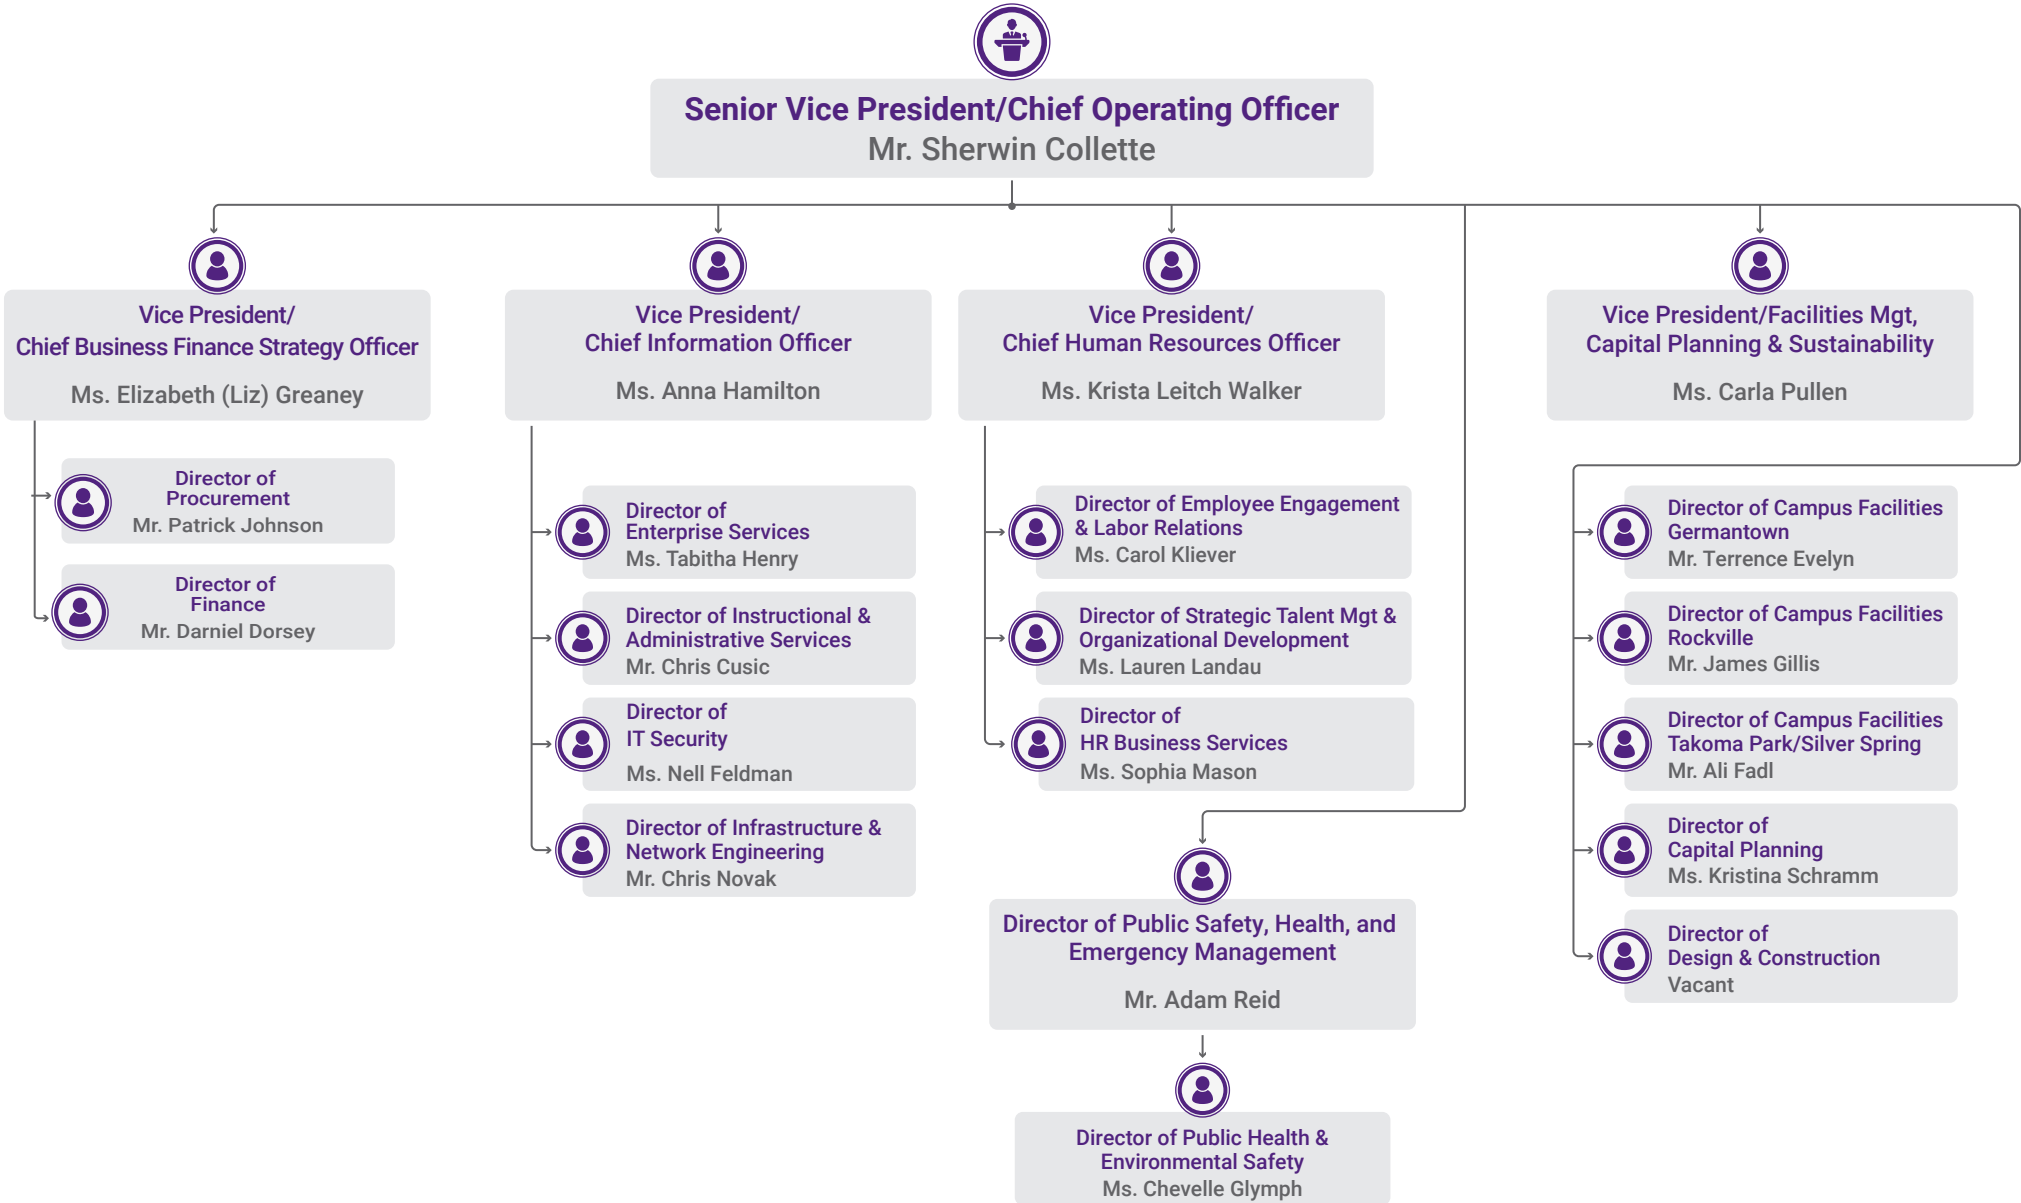 Senior Vice President/Chief Operating Officer
Mr. Sherwin Collette
Vice President/
Chief Business Finance Strategy Officer
Ms. Elizabeth (Liz) Greaney
Director of
Procurement
Mr. Patrick Johnson
Director of
Finance
Mr. Darniel Dorsey
Vice President/
Chief Information Officer
Ms. Anna Hamilton
Director of
Enterprise Services
Ms. Tabitha Henry
Director of Instructional &
Administrative Services
Mr. Chris Cusic
Director of
IT Security
Ms. Nell Feldman
Director of Infrastructure &
Network Engineering
Mr. Chris Novak
Vice President/
Chief Human Resources Officer
Ms. Krista Leitch Walker
Director of Employee Engagement
& Labor Relations
Ms. Carol Kliever
Director of Strategic Talent Mgt &
Organizational Development
Ms. Lauren Landau
Director of
HR Business Services
Ms. Sophia Mason
Director of Public Safety, Health, and
Emergency Management
Mr. Adam Reid
Director of Public Health &
Environmental Safety
Ms. Chevelle Glymph
Vice President/Facilities Mgt,
Capital Planning & Sustainability
Ms. Carla Pullen
Director of Campus Facilities
Germantown
Mr. Terrence Evelyn
Director of Campus Facilities
Rockville
Mr. James Gillis
Director of Campus Facilities
Takoma Park/Silver Spring
Mr. Ali Fadl
Director of
Capital Planning
Ms. Kristina Schramm
Director of
Design & Construction
Vacant